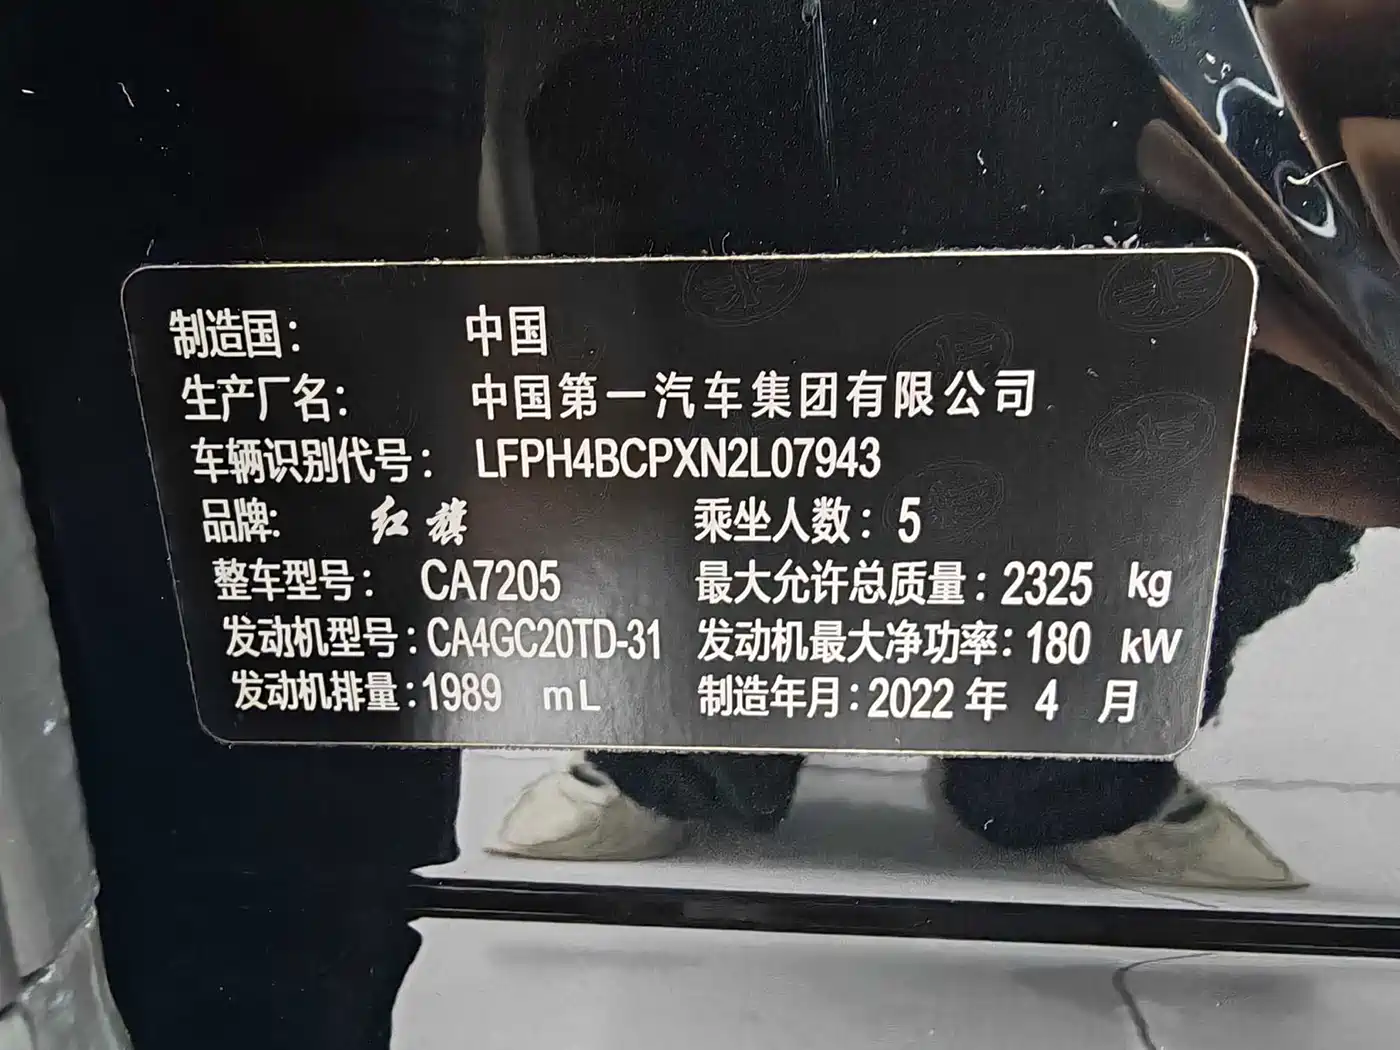 制造国： 中国
生产厂名： 中国第一汽车集团有限公司
车辆识别代号： LFPH4BCPXN2L07943
品牌： 红旗 乘坐人数：5
整车型号： CA7205 最大允许总质量：2325 kg
发动机型号：CA4GC20TD-31 发动机最大净功率：180 kW
发动机排量：1989 mL 制造年月：2022 年 4 月